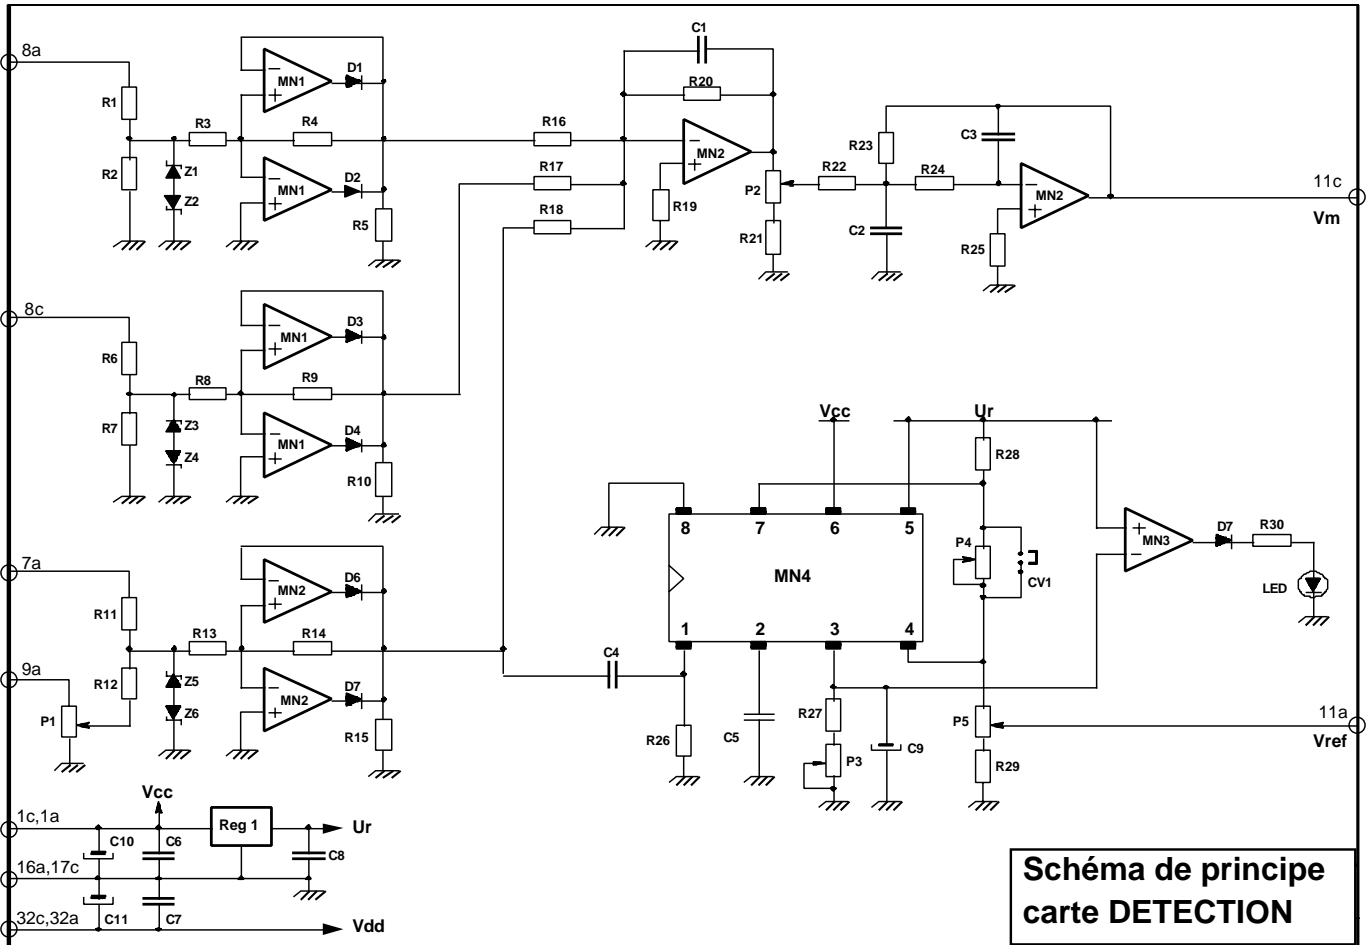 8a
R1
R2
Z1
Z2
R3
R4
MN1
D1
MN1
D2
R5
R16
R17
R18
C1
R20
MN2
R19
P2
R21
R22
R23
R24
C2
C3
MN2
R25
11c
Vm
8c
R6
R7
Z3
Z4
R8
R9
MN1
D3
MN1
D4
R10
7a
9a
P1
R11
R12
Z5
Z6
R13
R14
MN2
D6
MN2
D7
R15
C4
R26
C5
Vcc
Ur
R28
8
7
6
5
MN4
1
2
3
4
P4
CV1
R27
P3
C9
P5
R29
MN3
D7
R30
LED
11a
Vref
Vcc
1c,1a
C10
C6
Reg 1
Ur
C8
16a,17c
C11
C7
32c,32a
Vdd
Schéma de principe
carte DETECTION